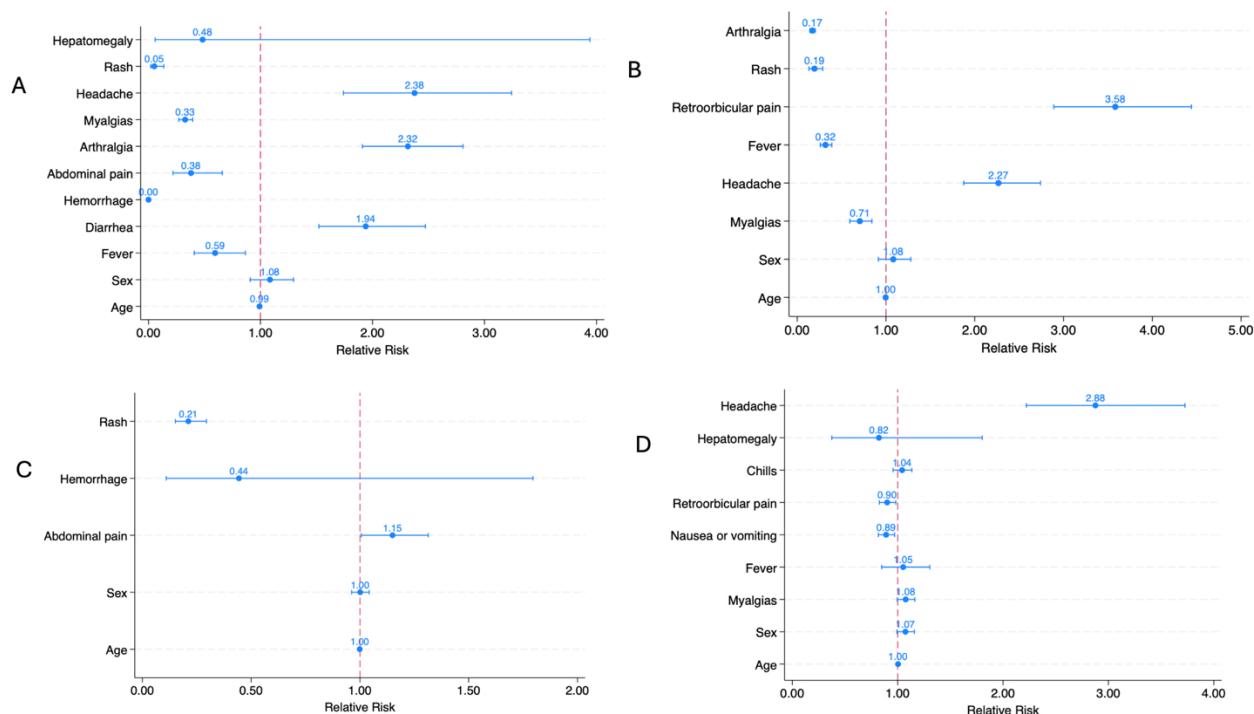 A
Hepatomegaly 0.48
Rash 0.05
Headache 2.38
Myalgias 0.33
Arthralgia 2.32
Abdominal pain 0.38
Hemorrhage 0.00
Diarrhea 1.94
Fever 0.59
Sex 1.08
Age 0.99
0.00 1.00 2.00 3.00 4.00
Relative Risk
B
Arthralgia 0.17
Rash 0.19
Retroorbicular pain 3.58
Fever 0.32
Headache 2.27
Myalgias 0.71
Sex 1.08
Age 1.00
0.00 1.00 2.00 3.00 4.00 5.00
Relative Risk
C
Rash 0.21
Hemorrhage 0.44
Abdominal pain 1.15
Sex 1.00
Age 1.00
0.00 0.50 1.00 1.50 2.00
Relative Risk
D
Headache 2.88
Hepatomegaly 0.82
Chills 1.04
Retroorbicular pain 0.90
Nausea or vomiting 0.89
Fever 1.05
Myalgias 1.08
Sex 1.07
Age 1.00
0.00 1.00 2.00 3.00 4.00
Relative Risk